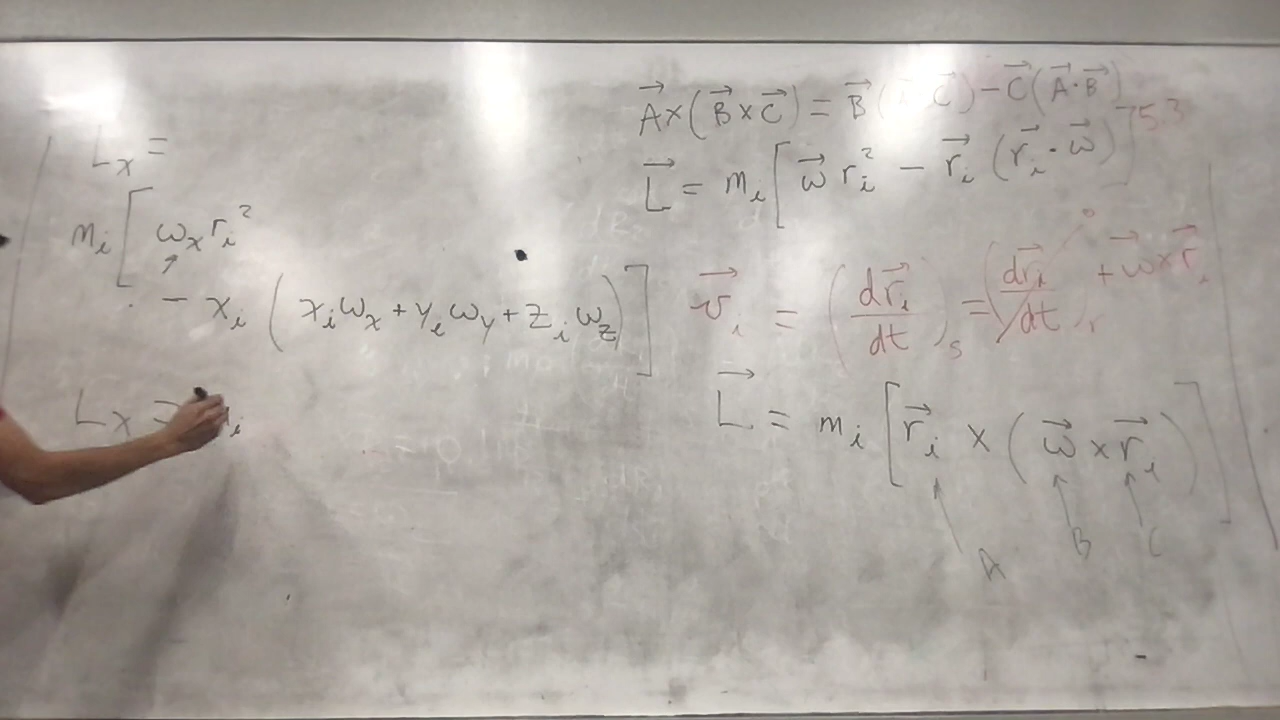 L_x =
m_i [ ω_x r_i²
- x_i ( x_i ω_x + y_i ω_y + z_i ω_z ) ]
L_x =
A⃗ × ( B⃗ × C⃗ ) = B⃗ ( C⃗ ) - C⃗ ( A⃗ · B⃗ )
L⃗ = m_i [ ω⃗ r_i² - r⃗_i ( r⃗_i · ω⃗ ) ] 5.3
v⃗_i = ( dr⃗_i / dt )_s = ( dr⃗_i / dt )_r + ω⃗ × r⃗_i
0
L⃗ = m_i [ r⃗_i × ( ω⃗ × r⃗_i ) ]
A B C